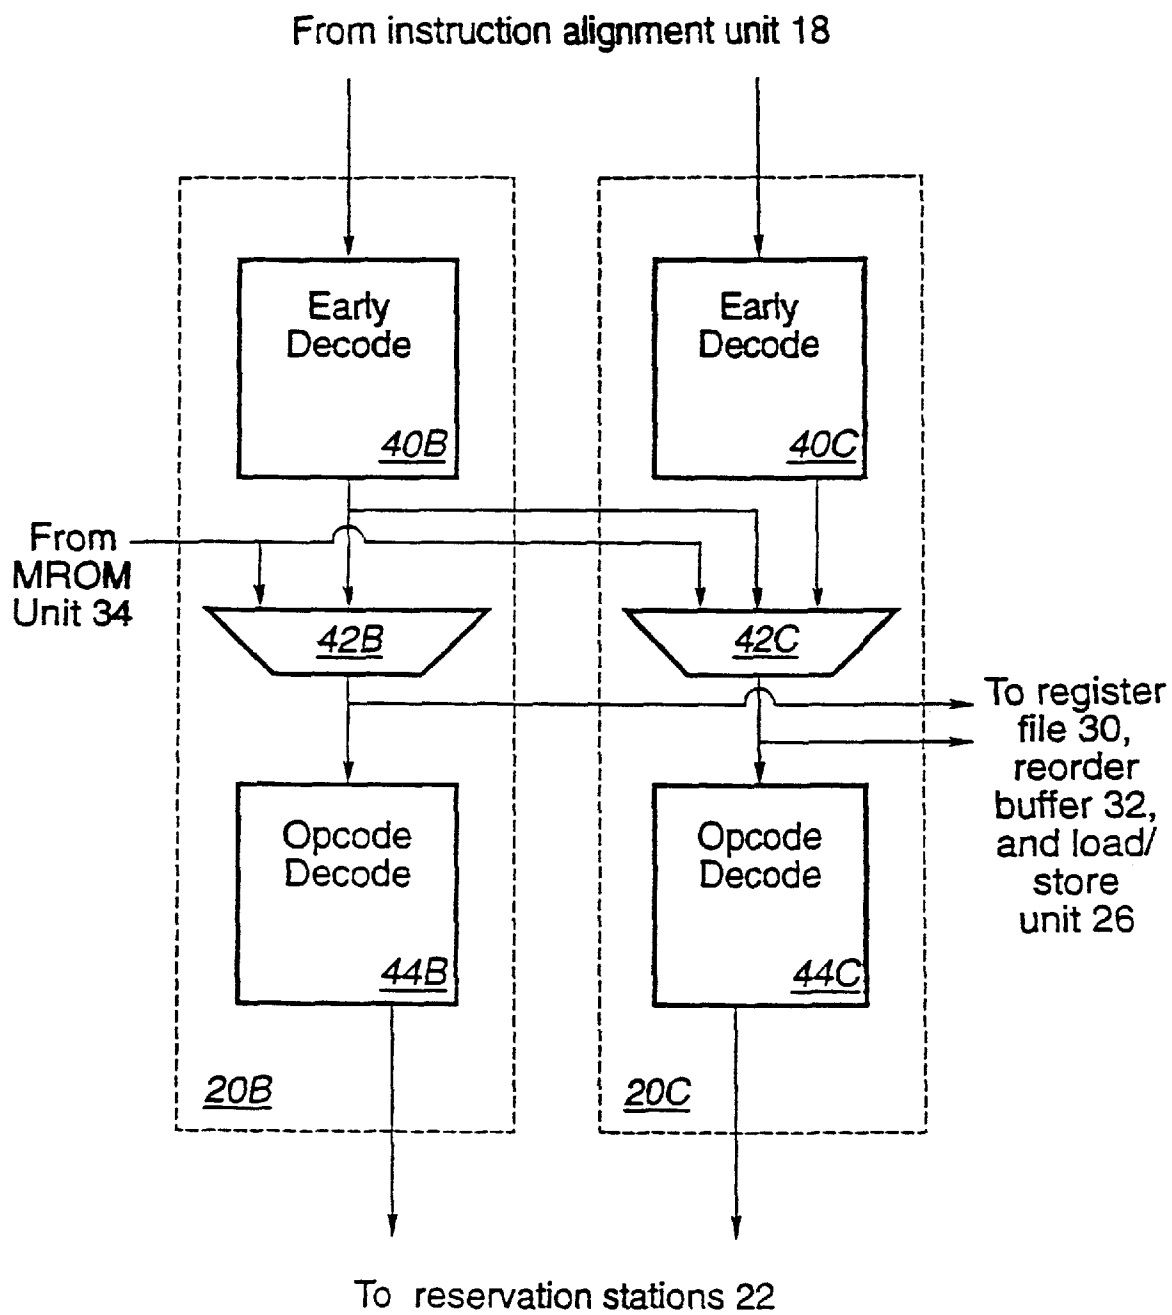 From instruction alignment unit 18
Early
Decode
40B
Early
Decode
40C
From
MROM
Unit 34
42B
42C
To register
file 30,
reorder
buffer 32,
and load/
store
unit 26
Opcode
Decode
44B
Opcode
Decode
44C
20B
20C
To reservation stations 22